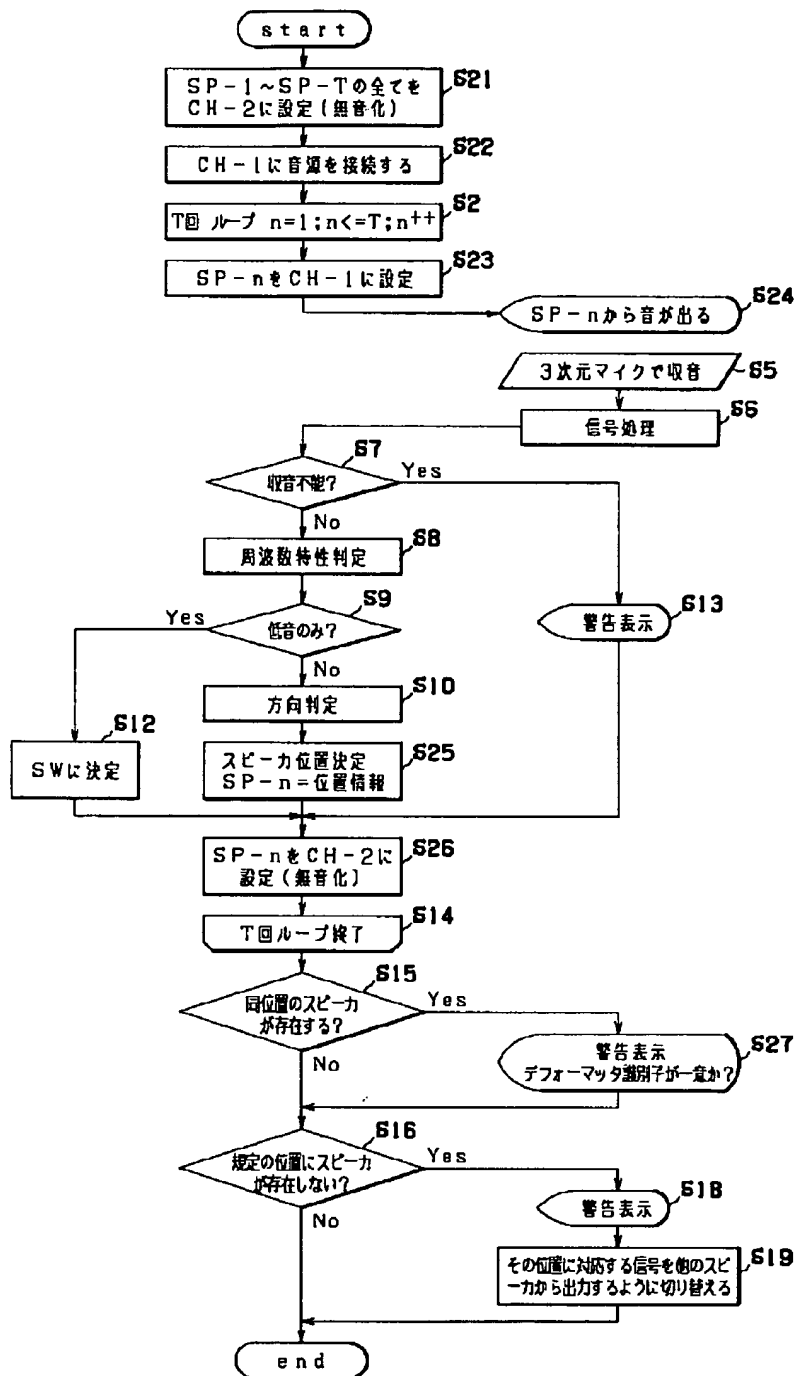 start
SP-1~SP-Tの全てを
CH-2に設定(無音化)
S21
CH-1に音源を接続する
S22
T回 ループ n=1;n<=T;n++
S2
SP-nをCH-1に設定
S23
SP-nから音が出る
S24
3次元マイクで収音
S5
信号処理
S6
収音不能?
S7
Yes
No
周波数特性判定
S8
低音のみ?
S9
Yes
No
警告表示
S13
方向判定
S10
SWに決定
S12
スピーカ位置決定
SP-n=位置情報
S25
SP-nをCH-2に
設定(無音化)
S26
T回ループ終了
S14
同位置のスピーカ
が存在する?
S15
Yes
No
警告表示
デフォーマッタ識別子が一意か?
S27
規定の位置にスピーカ
が存在しない?
S16
Yes
No
警告表示
S18
その位置に対応する信号を他のスピ
ーカから出力するように切り替える
S19
end